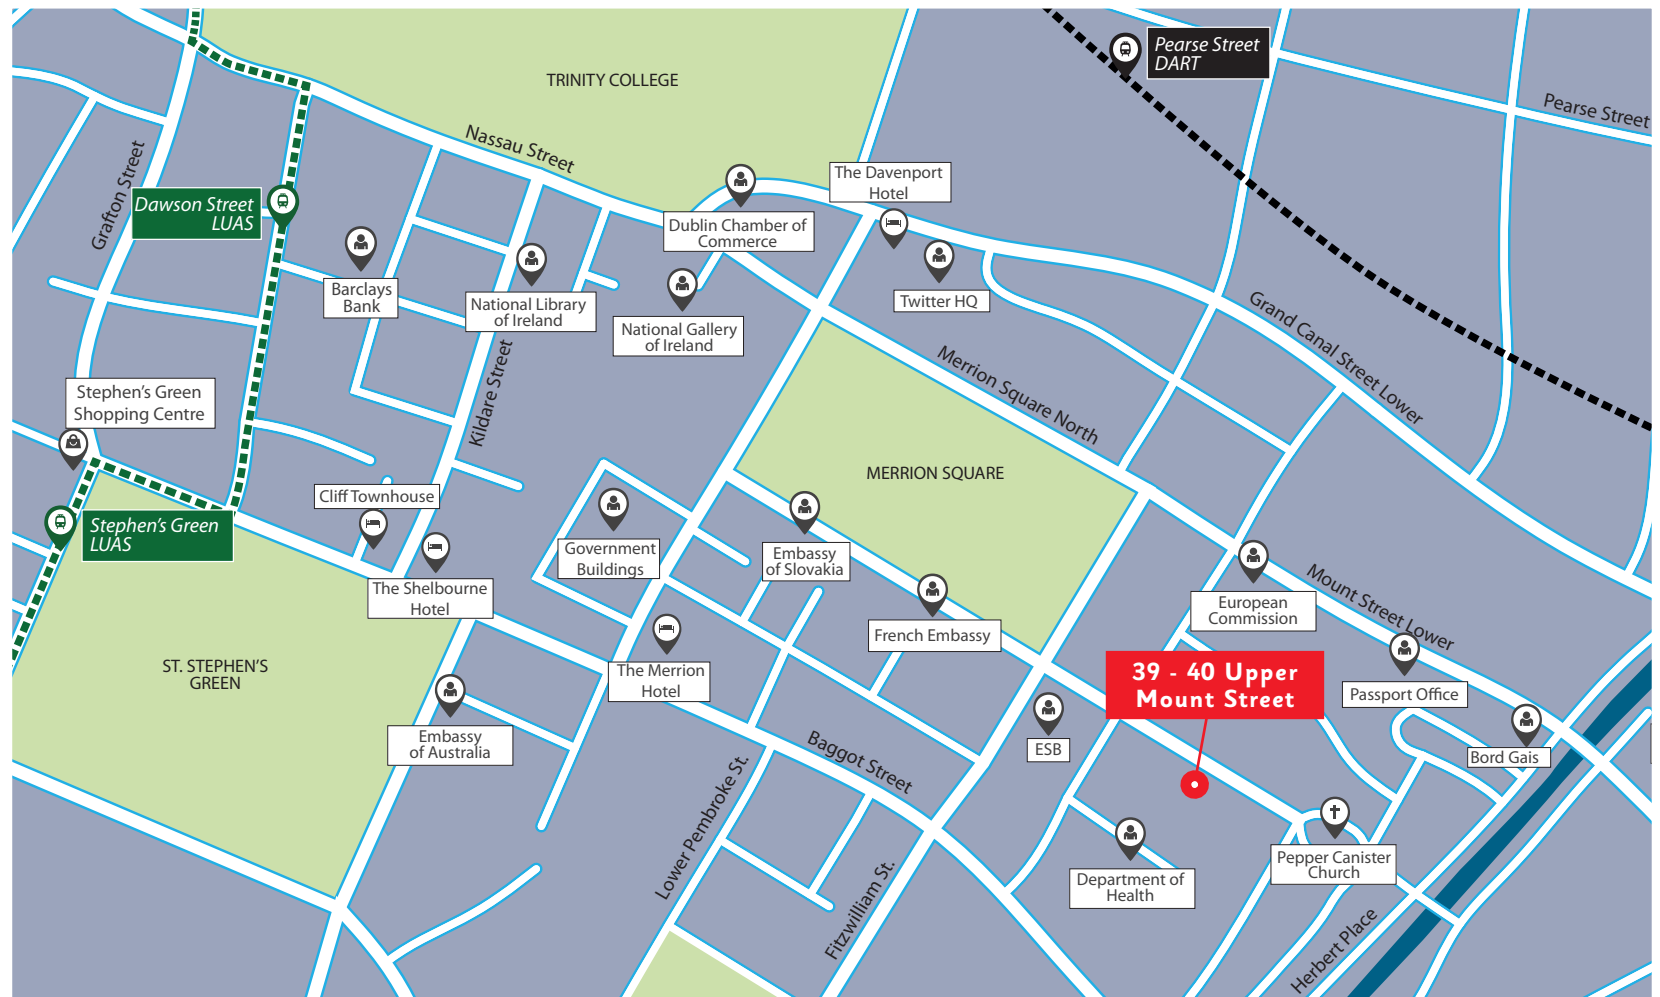 Pearse Street
DART
TRINITY COLLEGE
Pearse Street
Nassau Street
Grafton Street
The Davenport
Hotel
Dawson Street
LUAS
Dublin Chamber of
Commerce
Barclays
Bank
National Library
of Ireland
Twitter HQ
National Gallery
of Ireland
Grand Canal Street Lower
Merrion Square North
Kildare Street
Stephen's Green
Shopping Centre
MERRION SQUARE
Cliff Townhouse
Stephen's Green
LUAS
Government
Buildings
Embassy
of Slovakia
The Shelbourne
Hotel
European
Commission
Mount Street Lower
French Embassy
ST. STEPHEN'S
GREEN
The Merrion
Hotel
39 - 40 Upper
Mount Street
Passport Office
Embassy
of Australia
ESB
Bord Gais
Baggot Street
Lower Pembroke St.
Fitzwilliam St.
Pepper Canister
Church
Department of
Health
Herbert Place